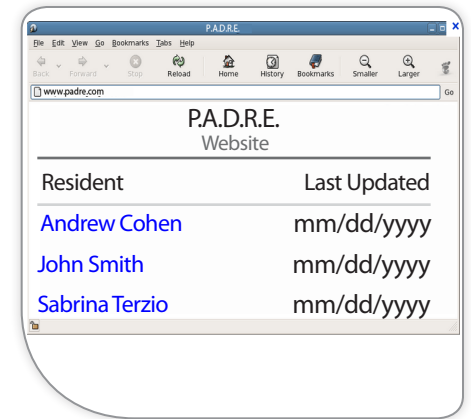 P.A.D.R.E.
File Edit View Go Bookmarks Tabs Help
Back Forward Stop Reload Home History Bookmarks Smaller Larger
www.padre.com Go
P.A.D.R.E.
Website
Resident Last Updated
Andrew Cohen mm/dd/yyyy
John Smith mm/dd/yyyy
Sabrina Terzio mm/dd/yyyy